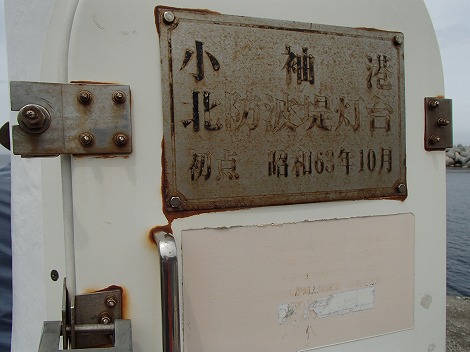 小袖港
北防波堤灯台
初点 昭和63年10月